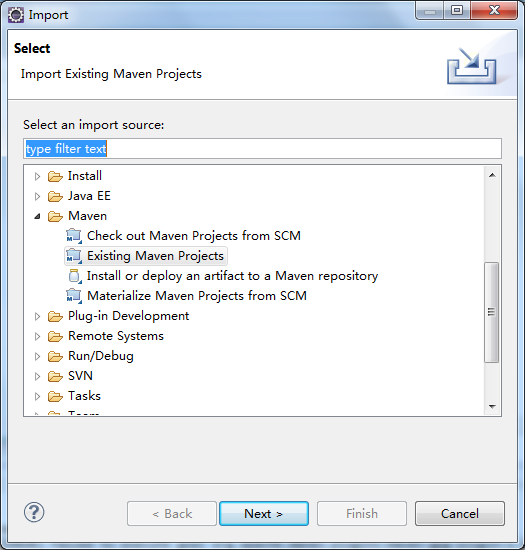 Import
Select
Import Existing Maven Projects
Select an import source:
type filter text
Install
Java EE
Maven
Check out Maven Projects from SCM
Existing Maven Projects
Install or deploy an artifact to a Maven repository
Materialize Maven Projects from SCM
Plug-in Development
Remote Systems
Run/Debug
SVN
Tasks
Team
< Back
Next >
Finish
Cancel